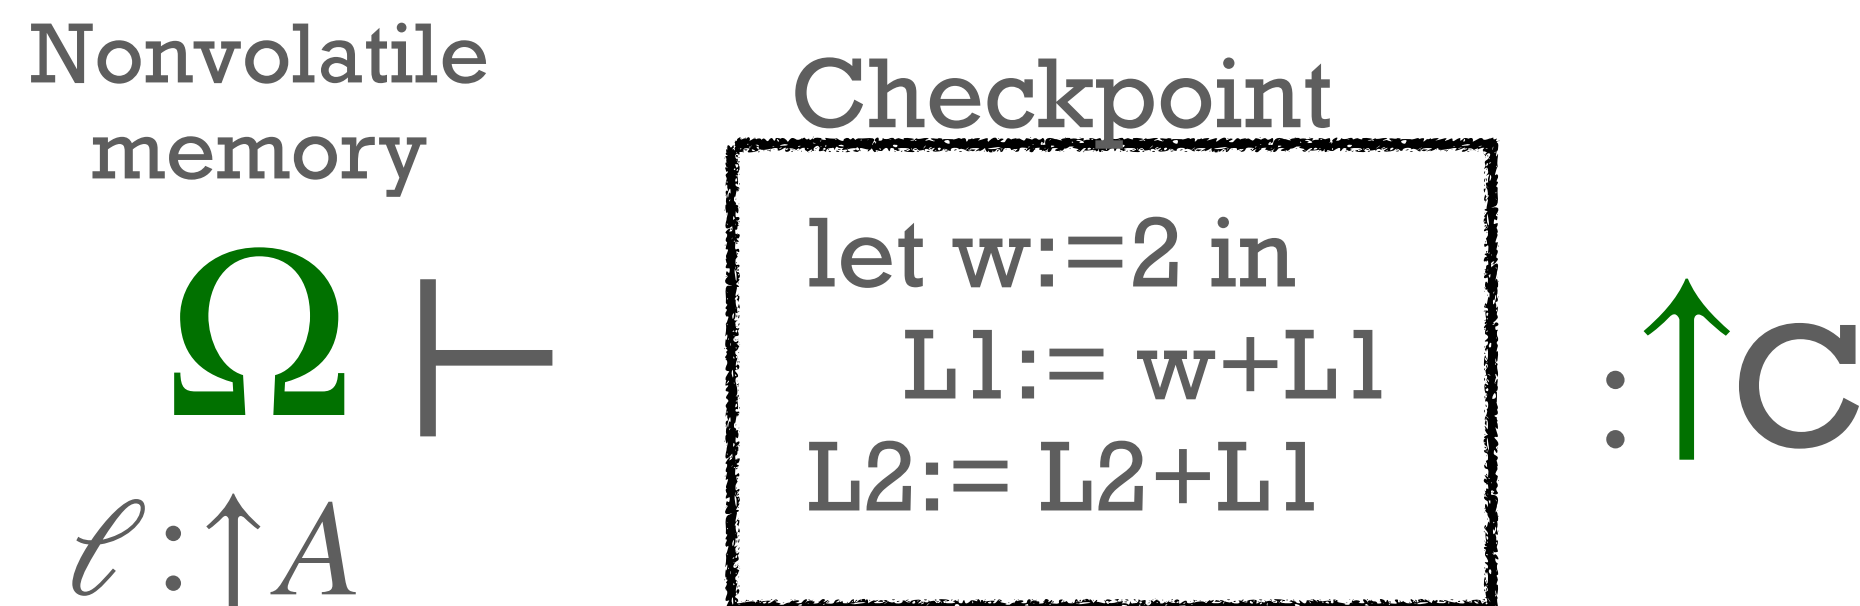 Nonvolatile
memory
Checkpoint
Ω ⊢
let w:=2 in
L1:= w+L1
L2:= L2+L1
:↑C
ℓ:↑A